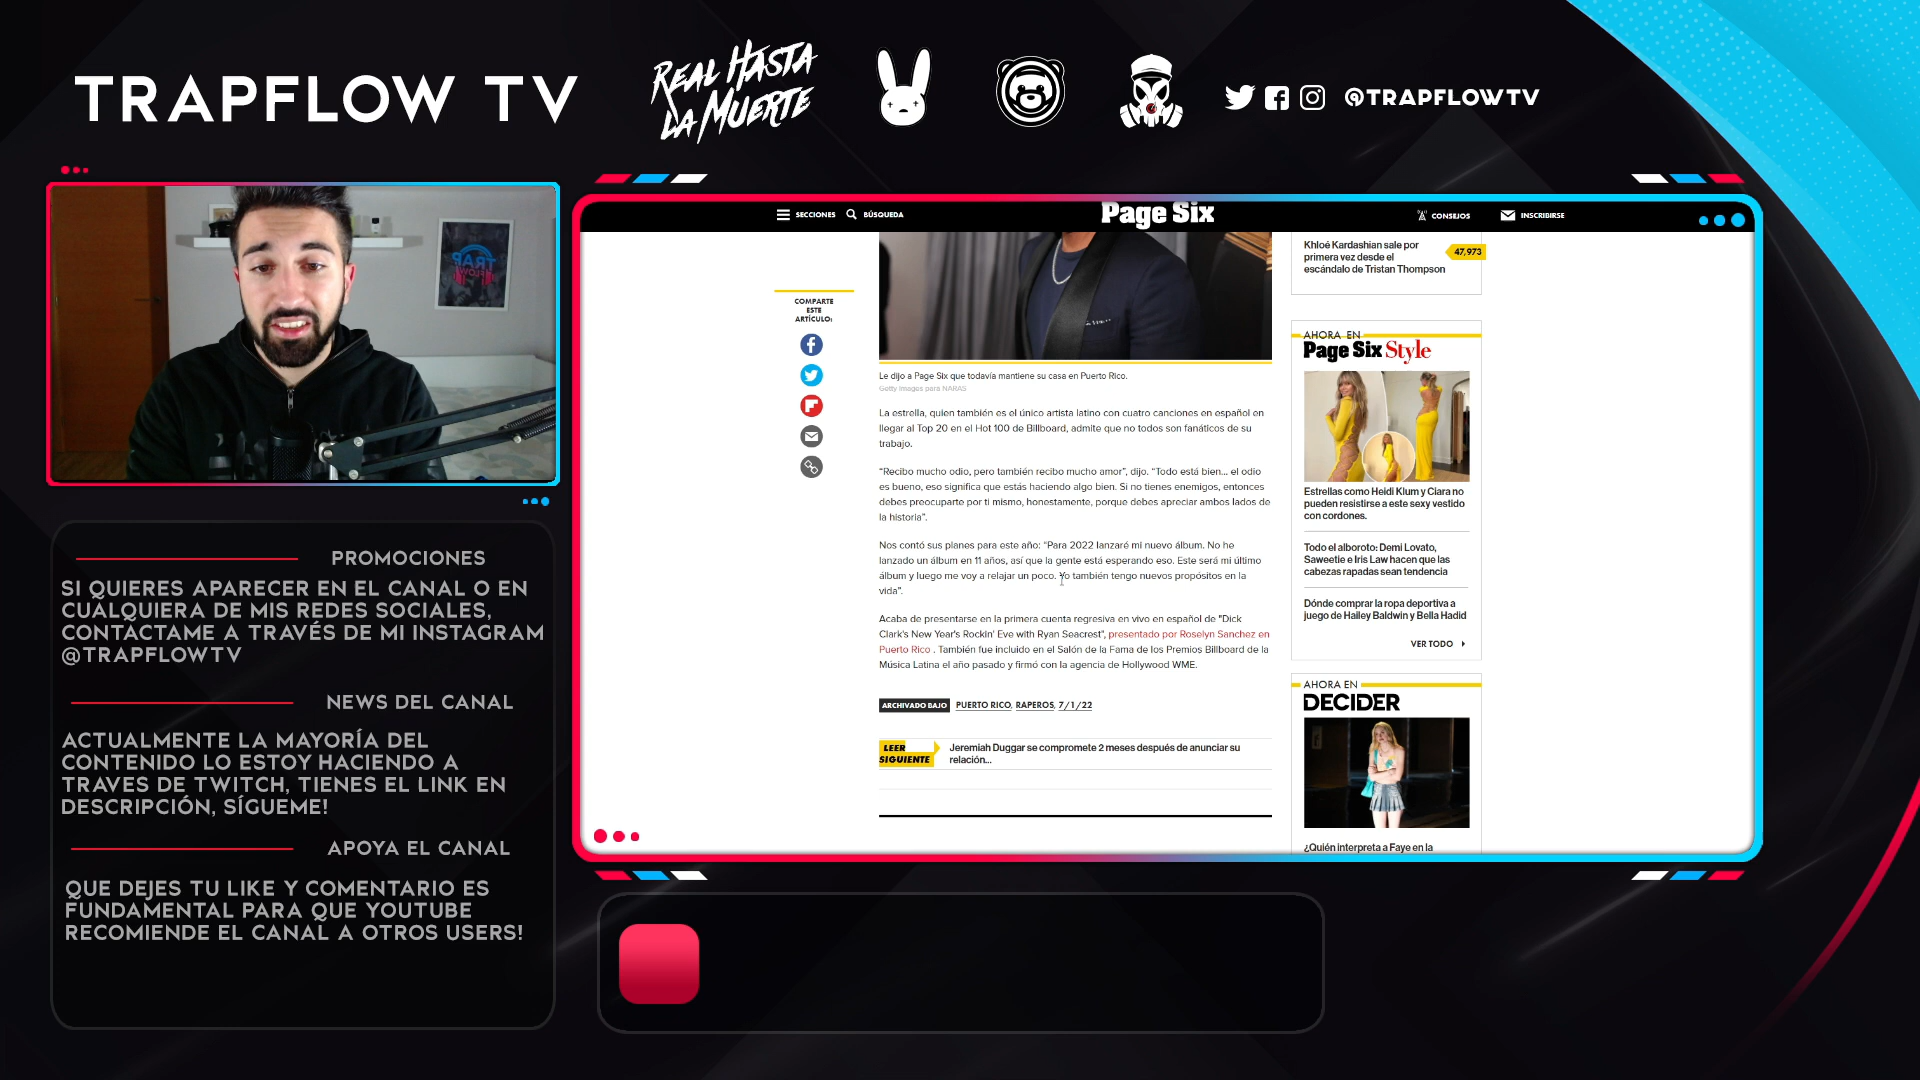 TRAPFLOW TV
REAL HASTA
LA MUERTE
@TRAPFLOWTV
PROMOCIONES
SI QUIERES APARECER EN EL CANAL O EN
CUALQUIERA DE MIS REDES SOCIALES,
CONTACTAME A TRAVÉS DE MI INSTAGRAM
@TRAPFLOWTV
NEWS DEL CANAL
ACTUALMENTE LA MAYORÍA DEL
CONTENIDO LO ESTOY HACIENDO A
TRAVES DE TWITCH, TIENES EL LINK EN
DESCRIPCIÓN, SÍGUEME!
APOYA EL CANAL
QUE DEJES TU LIKE Y COMENTARIO ES
FUNDAMENTAL PARA QUE YOUTUBE
RECOMIENDE EL CANAL A OTROS USERS!
SECCIONES
BÚSQUEDA
Page Six
CONSEJOS
INSCRIBIRSE
COMPARTE
ESTE
ARTÍCULO:
Le dijo a Page Six que todavía mantiene su casa en Puerto Rico.
Getty Images para NARAS
La estrella, quien también es el único artista latino con cuatro canciones en español en
llegar al Top 20 en el Hot 100 de Billboard, admite que no todos son fanáticos de su
trabajo.
“Recibo mucho odio, pero también recibo mucho amor”, dijo. “Todo está bien... el odio
es bueno, eso significa que estás haciendo algo bien. Si no tienes enemigos, entonces
debes preocuparte por ti mismo, honestamente, porque debes apreciar ambos lados de
la historia”.
Nos contó sus planes para este año: “Para 2022 lanzaré mi nuevo álbum. No he
lanzado un álbum en 11 años, así que la gente está esperando eso. Este será mi último
álbum y luego me voy a relajar un poco. Yo también tengo nuevos propósitos en la
vida”.
Acaba de presentarse en la primera cuenta regresiva en vivo en español de "Dick
Clark's New Year's Rockin' Eve with Ryan Seacrest", presentado por Roselyn Sanchez en
Puerto Rico . También fue incluido en el Salón de la Fama de los Premios Billboard de la
Música Latina el año pasado y firmó con la agencia de Hollywood WME.
ARCHIVADO BAJO PUERTO RICO, RAPEROS, 7/1/22
LEER
SIGUIENTE
Jeremiah Duggar se compromete 2 meses después de anunciar su
relación...
Khloé Kardashian sale por
primera vez desde el
escándalo de Tristan Thompson
47,973
AHORA EN
Page Six Style
Estrellas como Heidi Klum y Ciara no
pueden resistirse a este sexy vestido
con cordones.
Todo el alboroto: Demi Lovato,
Saweetie e Iris Law hacen que las
cabezas rapadas sean tendencia
Dónde comprar la ropa deportiva a
juego de Hailey Baldwin y Bella Hadid
VER TODO
AHORA EN
DECIDER
¿Quién interpreta a Faye en la